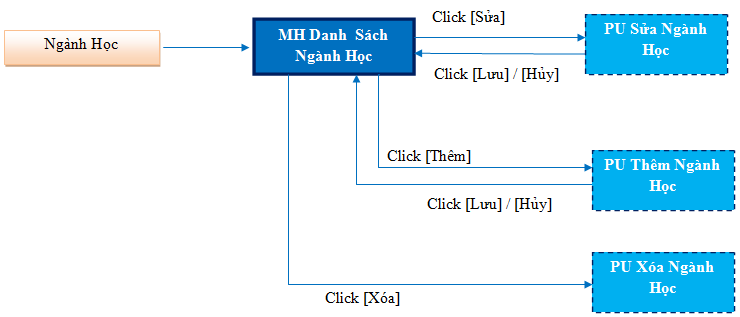 Click [Sửa]
Ngành Học
MH Danh Sách
Ngành Học
PU Sửa Ngành
Học
Click [Lưu] / [Hủy]
Click [Thêm]
PU Thêm Ngành
Học
Click [Lưu] / [Hủy]
PU Xóa Ngành
Học
Click [Xóa]